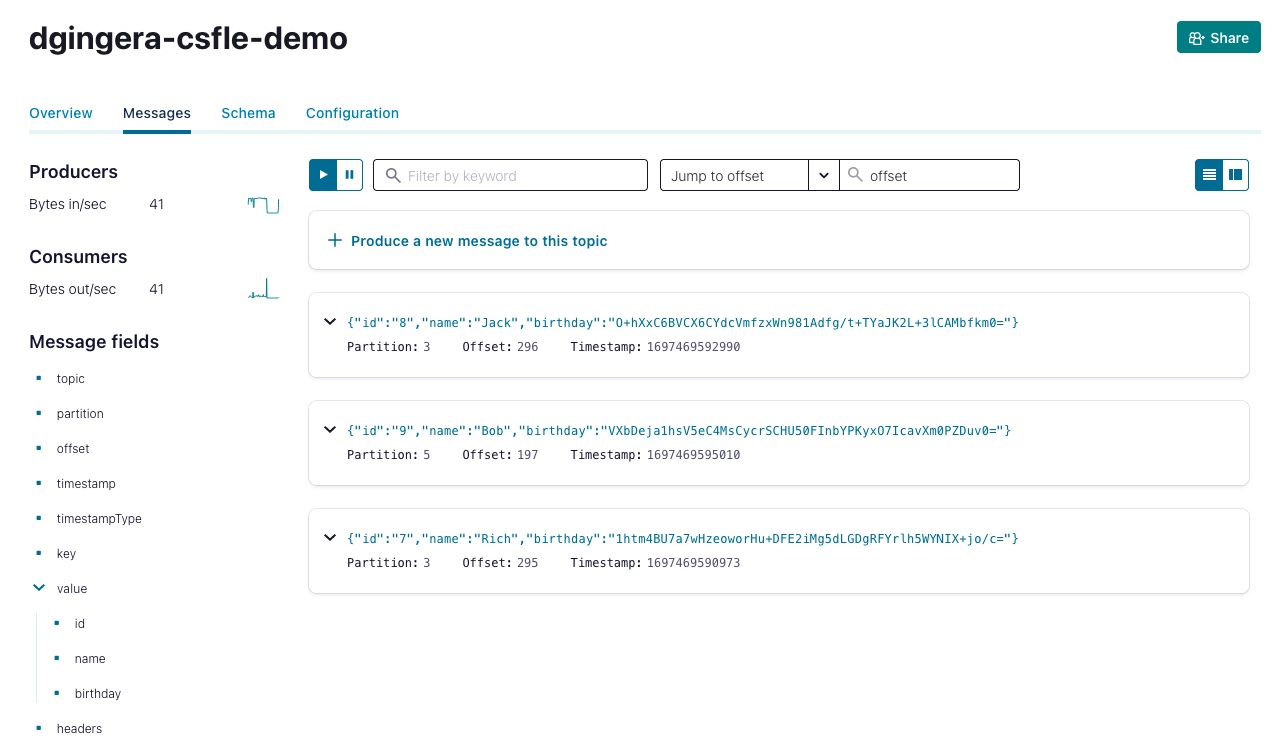 dgingera-csfle-demo
Share
Overview Messages Schema Configuration
Producers
Bytes in/sec 41
Consumers
Bytes out/sec 41
Message fields
topic
partition
offset
timestamp
timestampType
key
value
id
name
birthday
headers
Filter by keyword Jump to offset offset
Produce a new message to this topic
{"id":"8","name":"Jack","birthday":"O+hXxC6BVCX6CYdcVmfzxWn981Adfg/t+TYaJK2L+3lCAMbfkm0="}
Partition: 3 Offset: 296 Timestamp: 1697469592990
{"id":"9","name":"Bob","birthday":"VXbDeja1hsV5eC4MsCycrSCHU50FInbYPKyxO7IcavXm0PZDuv0="}
Partition: 5 Offset: 197 Timestamp: 1697469595010
{"id":"7","name":"Rich","birthday":"1htm4BU7a7wHzeoworHu+DFE2iMg5dLGDgRFYrlh5WYNIX+jo/c="}
Partition: 3 Offset: 295 Timestamp: 1697469590973